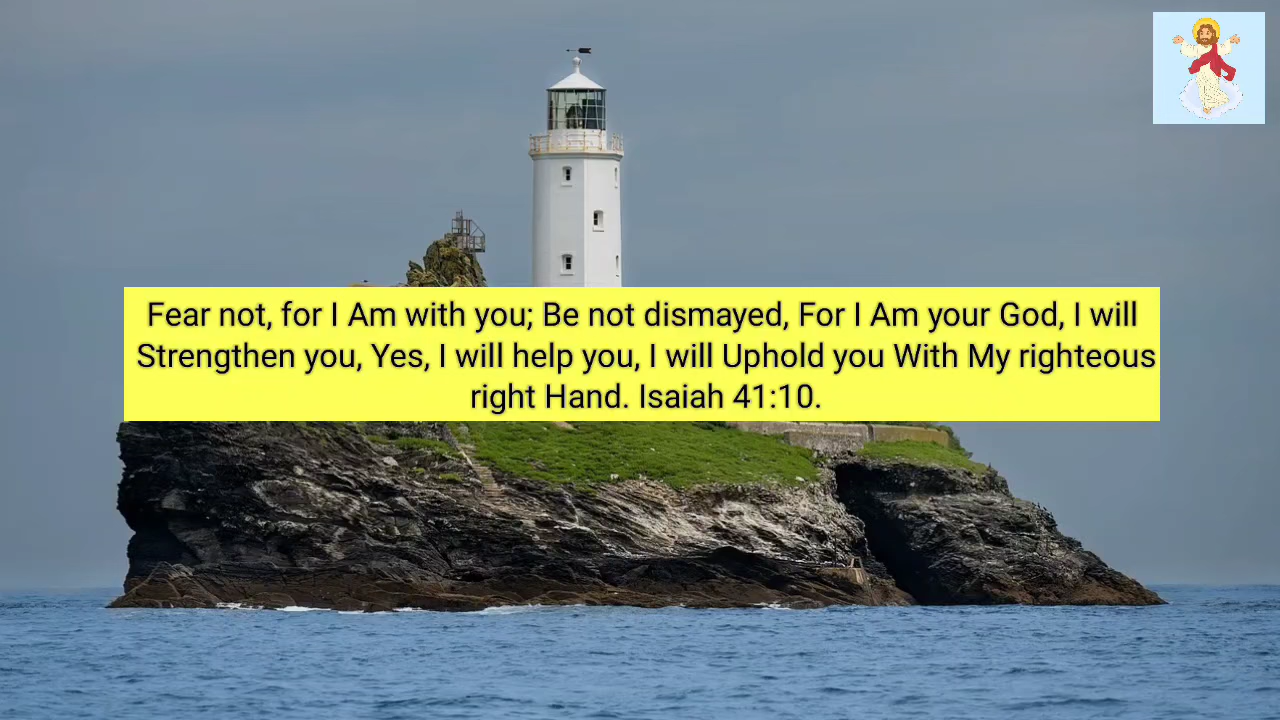 Fear not, for I Am with you; Be not dismayed, For I Am your God, I will
Strengthen you, Yes, I will help you, I will Uphold you With My righteous
right Hand. Isaiah 41:10.